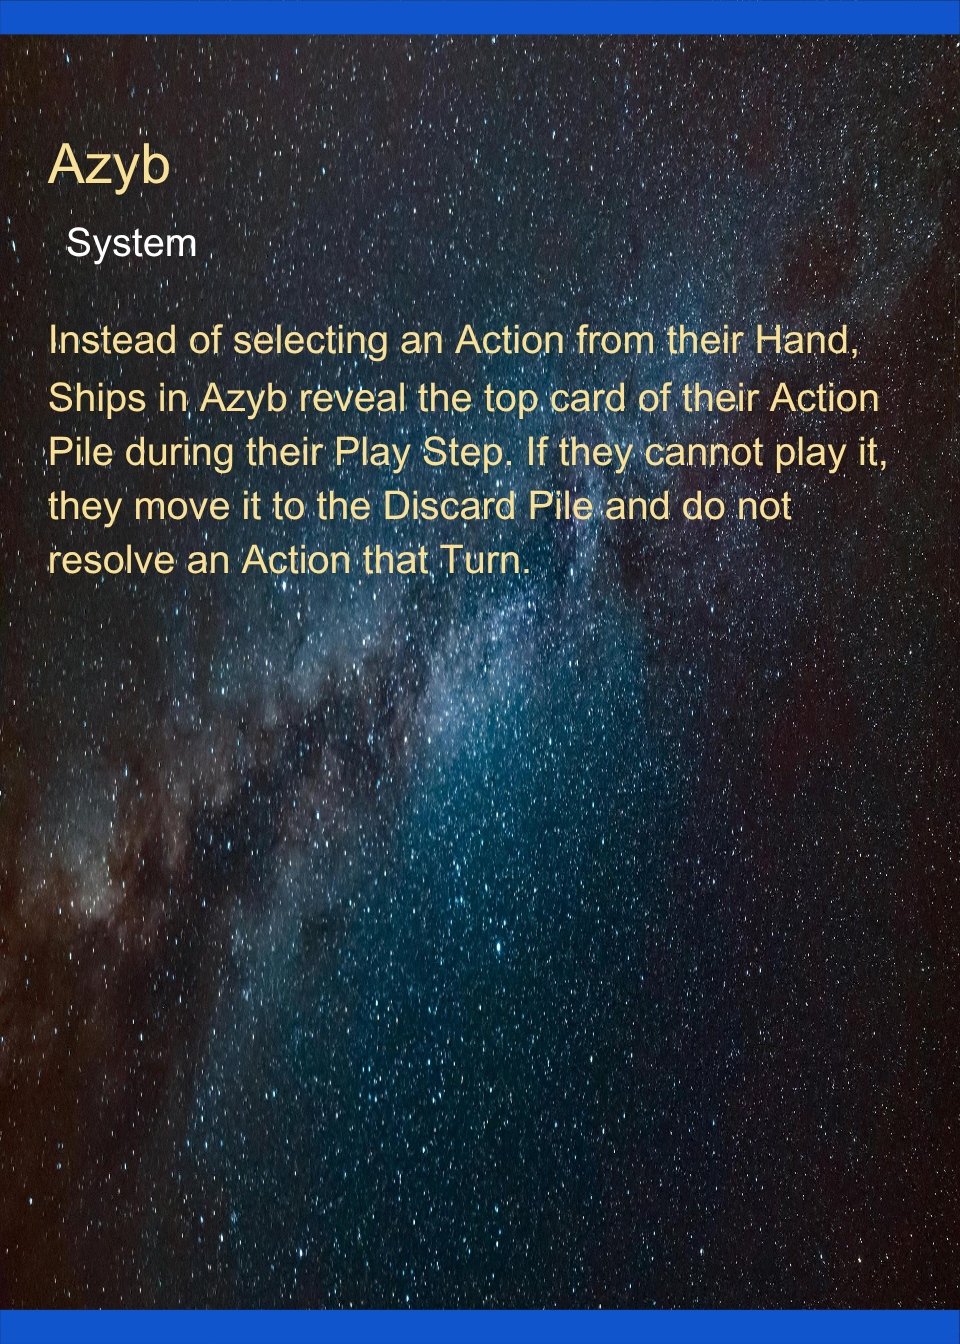 Azyb
System
Instead of selecting an Action from their Hand,
Ships in Azyb reveal the top card of their Action
Pile during their Play Step. If they cannot play it,
they move it to the Discard Pile and do not
resolve an Action that Turn.